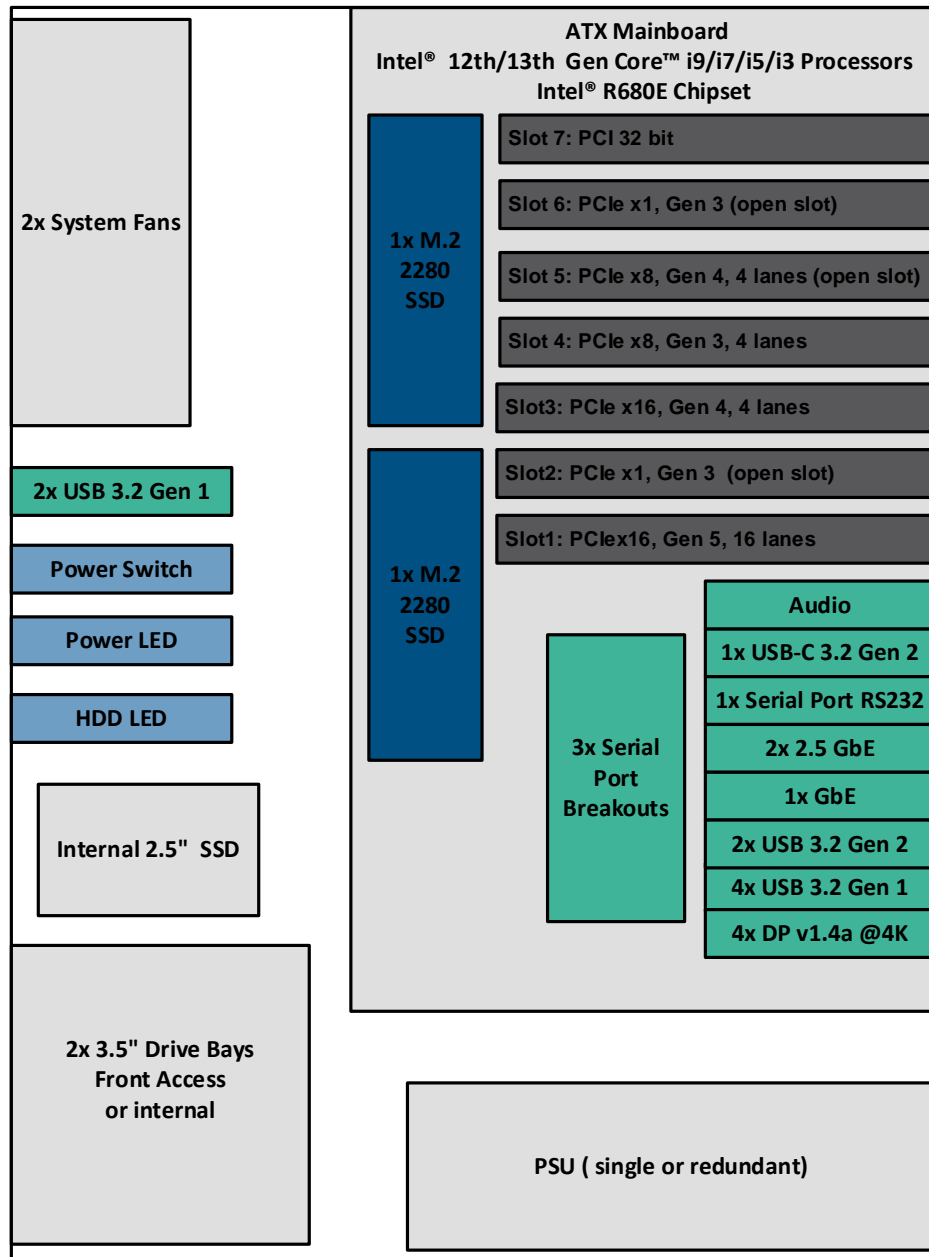 ATX Mainboard
Intel® 12th/13th Gen Core™ i9/i7/i5/i3 Processors
Intel® R680E Chipset
2x System Fans
1x M.2
2280
SSD
Slot 7: PCI 32 bit
Slot 6: PCIe x1, Gen 3 (open slot)
Slot 5: PCIe x8, Gen 4, 4 lanes (open slot)
Slot 4: PCIe x8, Gen 3, 4 lanes
Slot3: PCIe x16, Gen 4, 4 lanes
Slot2: PCIe x1, Gen 3 (open slot)
Slot1: PCIex16, Gen 5, 16 lanes
2x USB 3.2 Gen 1
Power Switch
Power LED
HDD LED
1x M.2
2280
SSD
3x Serial
Port
Breakouts
Audio
1x USB-C 3.2 Gen 2
1x Serial Port RS232
2x 2.5 GbE
1x GbE
2x USB 3.2 Gen 2
4x USB 3.2 Gen 1
4x DP v1.4a @4K
Internal 2.5" SSD
2x 3.5" Drive Bays
Front Access
or internal
PSU ( single or redundant)